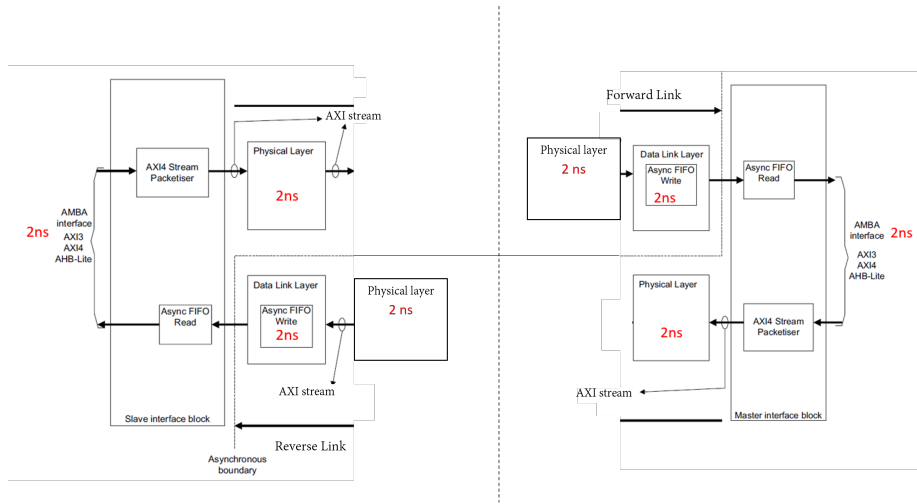 AXI stream
Physical Layer
AXI4 Stream
Packetiser
2ns
AMBA
interface
AXI3
AXI4
AHB-Lite
2ns
Data Link Layer
Async FIFO
Write
2ns
Async FIFO
Read
Physical layer
2 ns
AXI stream
Slave interface block
Reverse Link
Asynchronous
boundary
Forward Link
Physical layer
2 ns
Data Link Layer
Async FIFO
Write
2ns
Async FIFO
Read
AMBA
interface
AXI3
AXI4
AHB-Lite
2ns
Physical Layer
2ns
AXI4 Stream
Packetiser
AXI stream
Master interface block